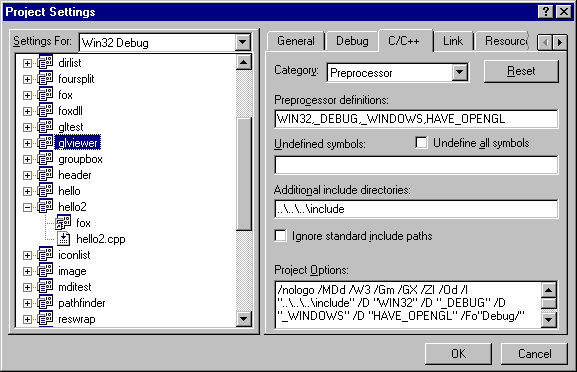 Project Settings
Settings For:
Win32 Debug
dirlist
foursplit
fox
foxdll
gltest
glviewer
groupbox
header
hello
hello2
fox
hello2.cpp
iconlist
image
mditest
pathfinder
reswrap
General Debug C/C++ Link Resourc
Category:
Preprocessor
Reset
Preprocessor definitions:
WIN32,_DEBUG,_WINDOWS,HAVE_OPENGL
Undefined symbols:
Undefine all symbols
Additional include directories:
..\..\..\include
Ignore standard include paths
Project Options:
/nologo /MDd /W3 /Gm /GX /ZI /Od /I
"..\..\..\include" /D "WIN32" /D "_DEBUG" /D
"_WINDOWS" /D "HAVE_OPENGL" /Fo"Debug/"
OK
Cancel